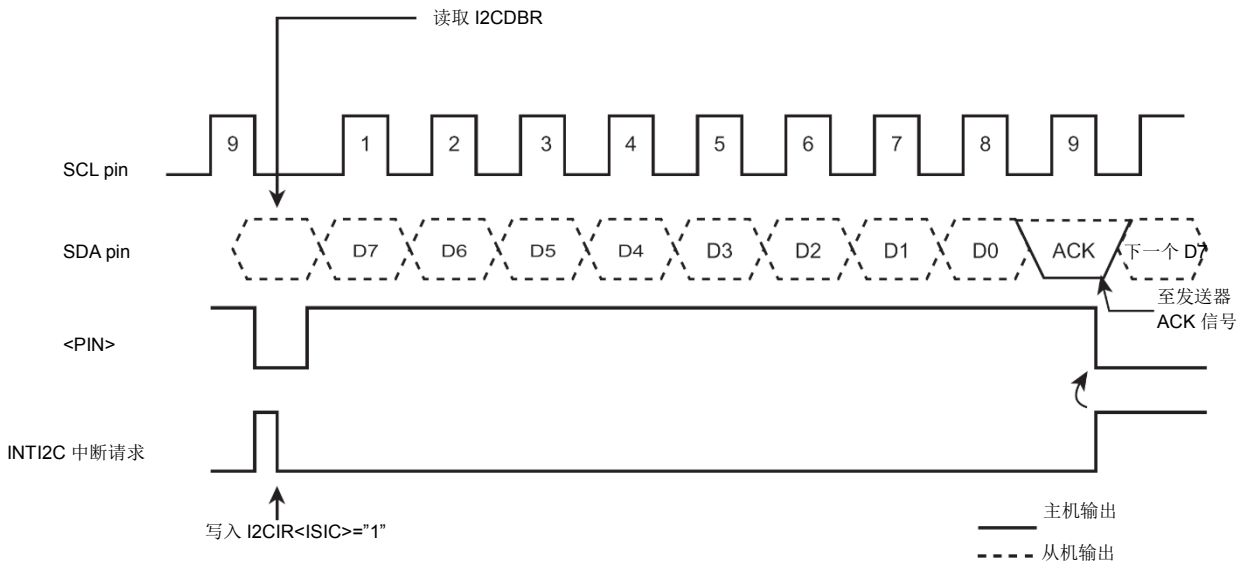 读取 I2CDBR
SCL pin
9 1 2 3 4 5 6 7 8 9
SDA pin
D7 D6 D5 D4 D3 D2 D1 D0 ACK 下一个 D7
至发送器
ACK 信号
<PIN>
INTI2C 中断请求
写入 I2CIR<ISIC>=”1”
主机输出
从机输出